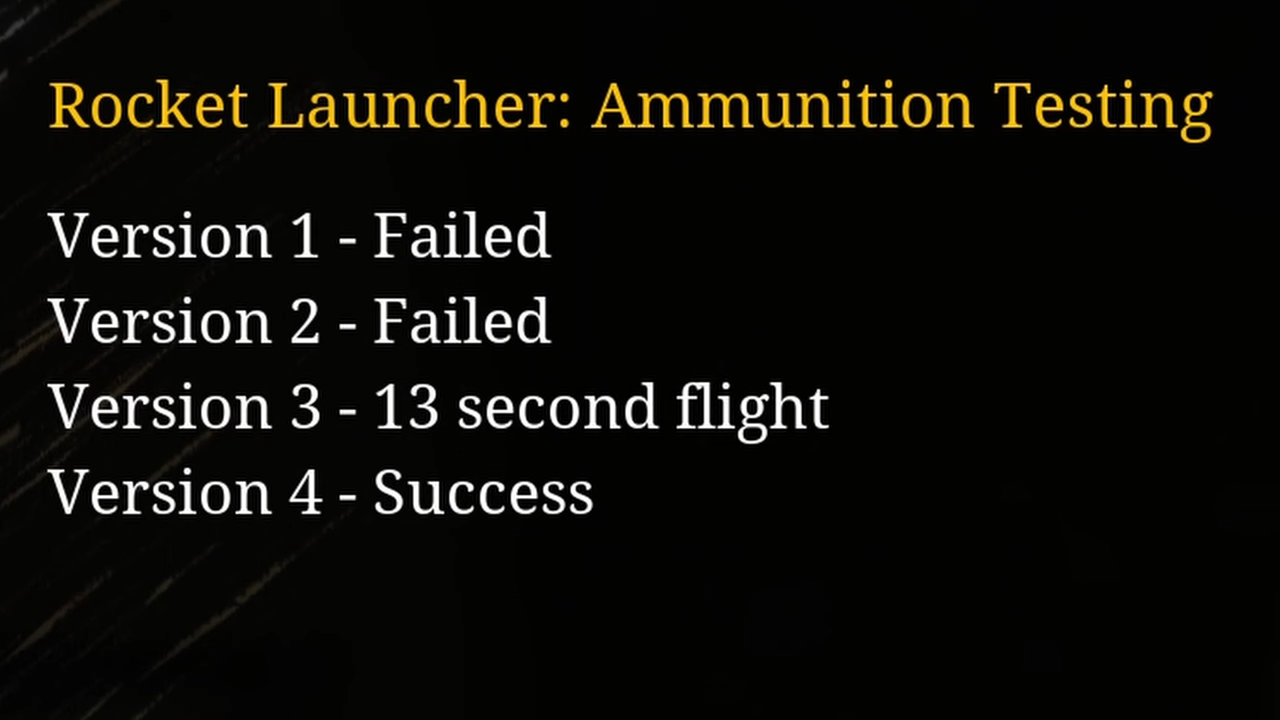 Rocket Launcher: Ammunition Testing
Version 1 - Failed
Version 2 - Failed
Version 3 - 13 second flight
Version 4 - Success